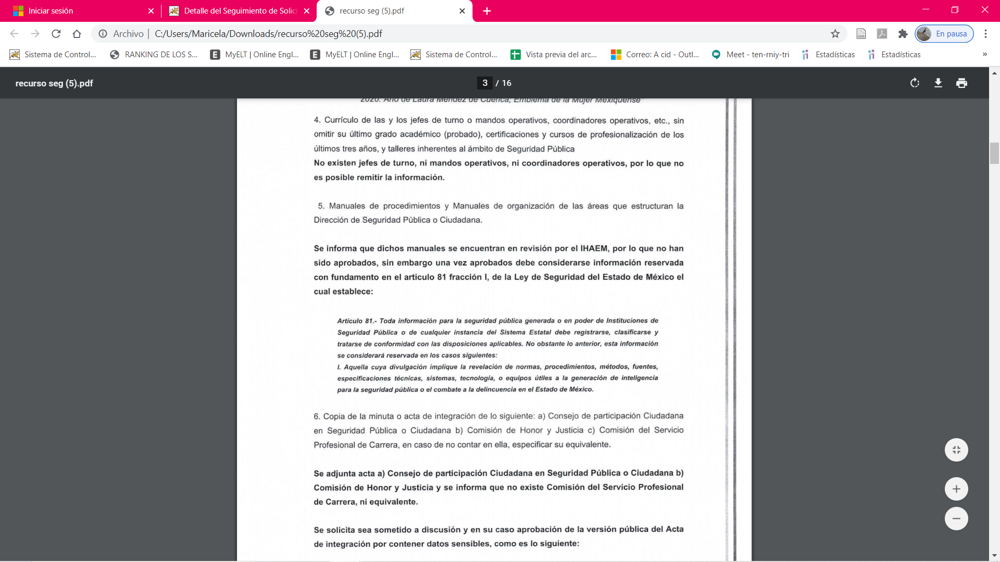 Iniciar sesión
Detalle del Seguimiento de Solici
recurso seg (5).pdf
Archivo
C:/Users/Maricela/Downloads/recurso%20seg%20(5).pdf
En pausa
Sistema de Control...
RANKING DE LOS S...
MyELT | Online Engl...
MyELT | Online Engl...
Sistema de Control...
Vista previa del arc...
Correo: A cid - Outl...
Meet - ten-rniy-tri
Estadísticas
Estadísticas
»
recurso seg (5).pdf
3 / 16
2020. Año de Laura Méndez de Cuenca, Emblema de la Mujer Mexiquense"
4. Currículo de las y los jefes de turno o mandos operativos, coordinadores operativos, etc., sin
omitir su último grado académico (probado), certificaciones y cursos de profesionalización de los
últimos tres años, y talleres inherentes al ámbito de Seguridad Pública
No existen jefes de turno, ni mandos operativos, ni coordinadores operativos, por lo que no
es posible remitir la información.
5. Manuales de procedimientos y Manuales de organización de las áreas que estructuran la
Dirección de Seguridad Pública o Ciudadana.
Se informa que dichos manuales se encuentran en revisión por el IHAEM, por lo que no han
sido aprobados, sin embargo una vez aprobados debe considerarse información reservada
con fundamento en el artículo 81 fracción I, de la Ley de Seguridad del Estado de México el
cual establece:
Artículo 81.- Toda información para la seguridad pública generada o en poder de Instituciones de
Seguridad Pública o de cualquier instancia del Sistema Estatal debe registrarse, clasificarse y
tratarse de conformidad con las disposiciones aplicables. No obstante lo anterior, esta información
se considerará reservada en los casos siguientes:
I. Aquella cuya divulgación implique la revelación de normas, procedimientos, métodos, fuentes,
especificaciones técnicas, sistemas, tecnología, o equipos útiles a la generación de inteligencia
para la seguridad pública o el combate a la delincuencia en el Estado de México.
6. Copia de la minuta o acta de integración de lo siguiente: a) Consejo de participación Ciudadana
en Seguridad Pública o Ciudadana b) Comisión de Honor y Justicia c) Comisión del Servicio
Profesional de Carrera, en caso de no contar en ella, especificar su equivalente.
Se adjunta acta a) Consejo de participación Ciudadana en Seguridad Pública o Ciudadana b)
Comisión de Honor y Justicia y se informa que no existe Comisión del Servicio Profesional
de Carrera, ni equivalente.
Se solicita sea sometido a discusión y en su caso aprobación de la versión pública del Acta
de integración por contener datos sensibles, como es lo siguiente: